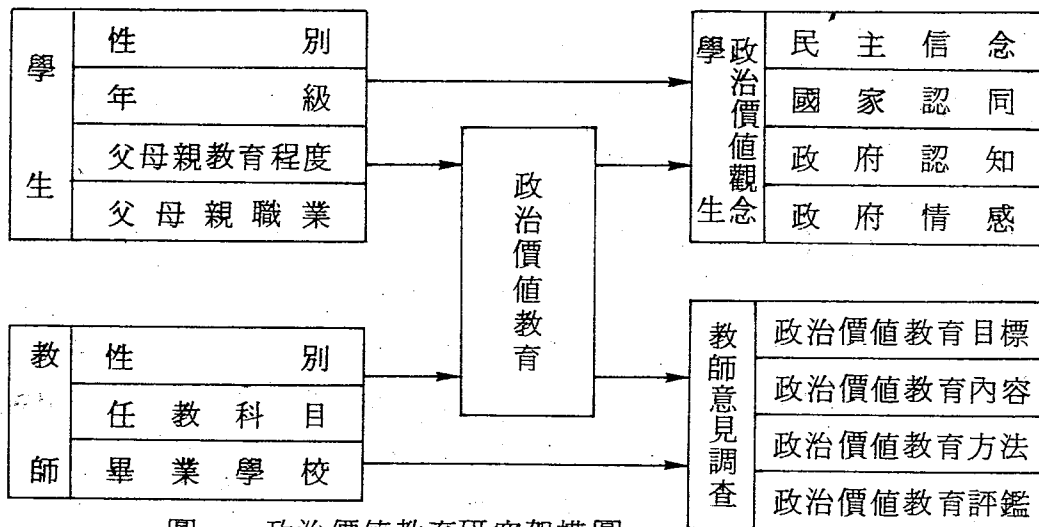 學生
性別
年級
父母親教育程度
父母親職業
政治價值教育
學生政治價值觀念
民主信念
國家認同
政府認知
政府情感
教師
性別
任教科目
畢業學校
教師意見調查
政治價值教育目標
政治價值教育內容
政治價值教育方法
政治價值教育評鑑
圖 政治價值教育研究架構圖